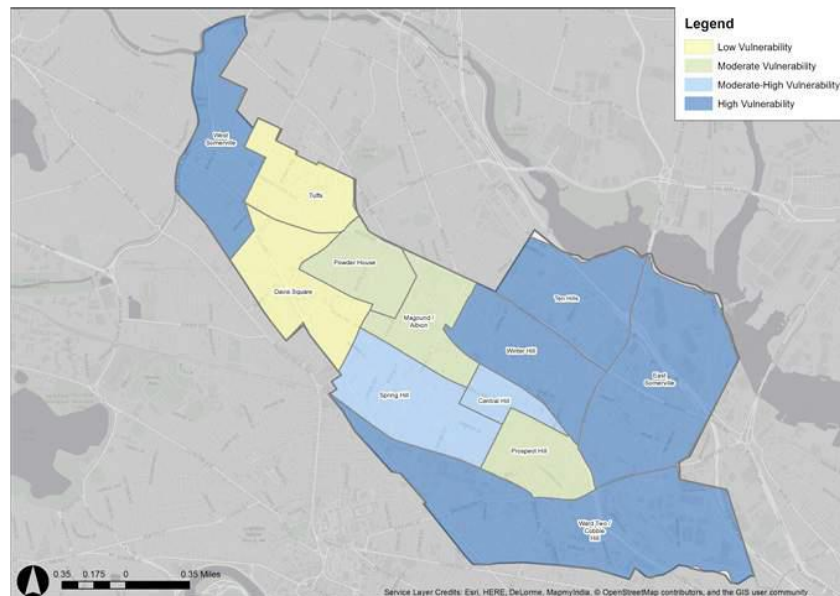 Legend
Low Vulnerability
Moderate Vulnerability
Moderate-High Vulnerability
High Vulnerability
West
Somerville
Tufts
Powder House
Davis Square
Magound /
Albion
Ten Hills
Winter Hill
East
Somerville
Spring Hill
Central Hill
Prospect Hill
Ward Two /
Cobble
Hill
0.35 0.175 0 0.35 Miles
Service Layer Credits: Esri, HERE, DeLorme, MapmyIndia, © OpenStreetMap contributors, and the GIS user community